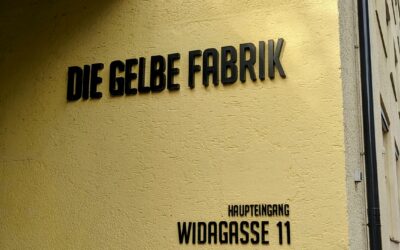 DIE GELBE FABRIK
HAUPTEINGANG
WIDAGASSE 11